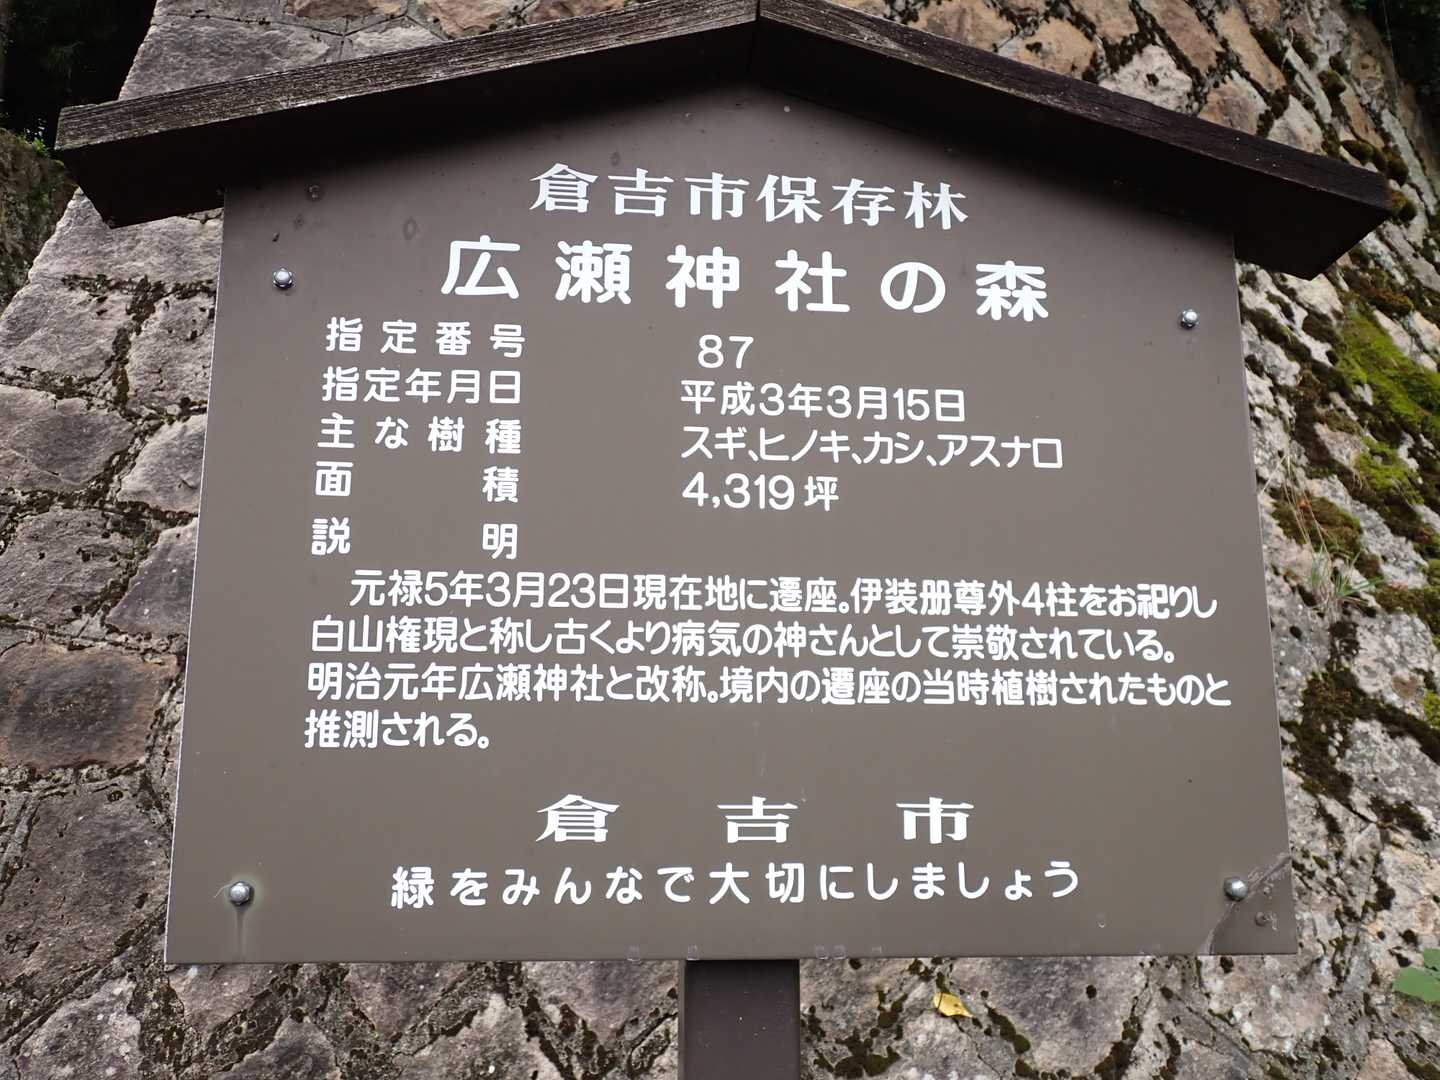 倉吉市保存林
広瀬神社の森
指定番号 87
指定年月日 平成3年3月15日
主な樹種 スギ、ヒノキ、カシ、アスナロ
面積 4,319坪
説明
元禄5年3月23日現在地に遷座。伊装册尊外4柱をお祀りし
白山権現と称し古くより病気の神さんとして崇敬されている。
明治元年広瀬神社と改称。境内の遷座の当時植樹されたものと
推測される。
倉吉市
緑をみんなで大切にしましょう